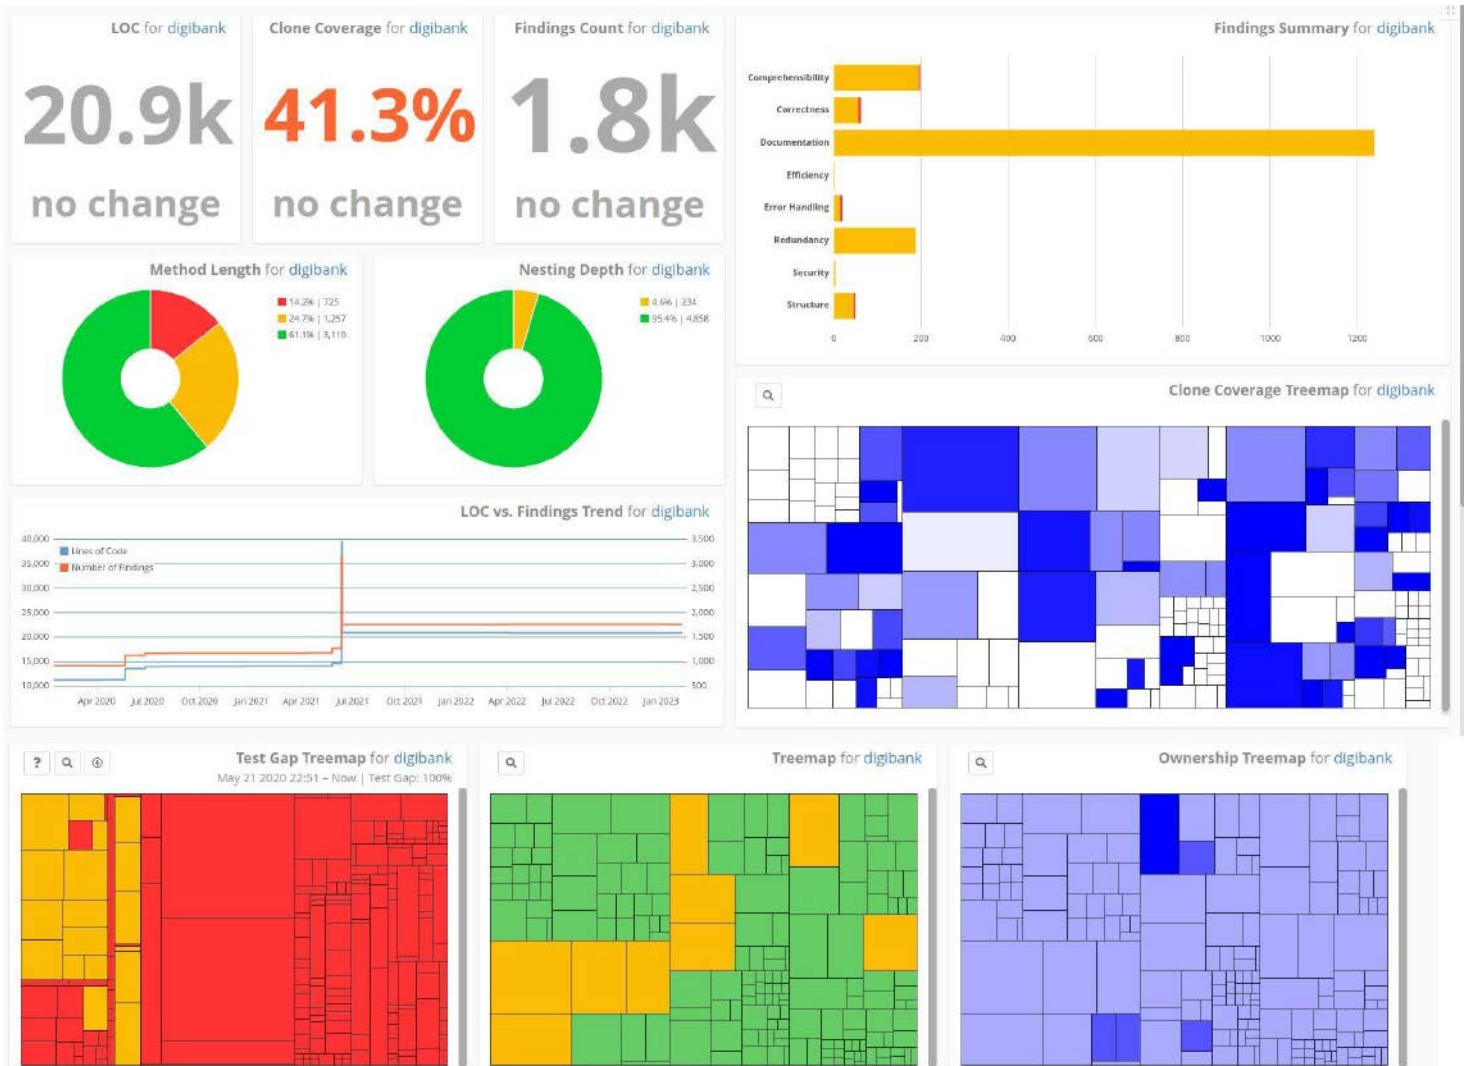 LOC for digibank
20.9k
no change
Clone Coverage for digibank
41.3%
no change
Findings Count for digibank
1.8k
no change
Findings Summary for digibank
Comprehensibility
Correctness
Documentation
Efficiency
Error Handling
Redundancy
Security
Structure
0 200 400 600 800 1000 1200
Method Length for digibank
14.2% | 725
24.7% | 1,257
61.1% | 3,110
Nesting Depth for digibank
4.6% | 234
95.4% | 4,858
Clone Coverage Treemap for digibank
LOC vs. Findings Trend for digibank
40,000 3,500
Lines of Code
35,000 3,000
Number of Findings
30,000 2,500
25,000 2,000
20,000 1,500
15,000 1,000
10,000 500
Apr 2020 Jul 2020 Oct 2020 Jan 2021 Apr 2021 Jul 2021 Oct 2021 Jan 2022 Apr 2022 Jul 2022 Oct 2022 Jan 2023
?
Test Gap Treemap for digibank
May 21 2020 22:51 – Now | Test Gap: 100%
Treemap for digibank
Ownership Treemap for digibank